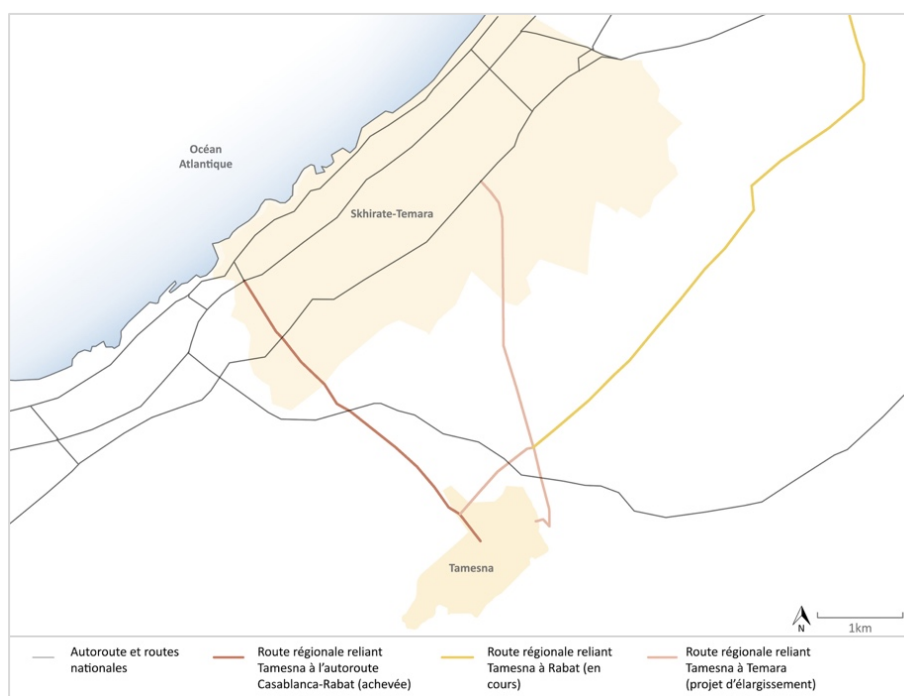 Océan
Atlantique
Skhirate-Temara
Tamesna
N
1km
Autoroute et routes
nationales
Route régionale reliant
Tamesna à l'autoroute
Casablanca-Rabat (achevée)
Route régionale reliant
Tamesna à Rabat (en
cours)
Route régionale reliant
Tamesna à Temara
(projet d'élargissement)